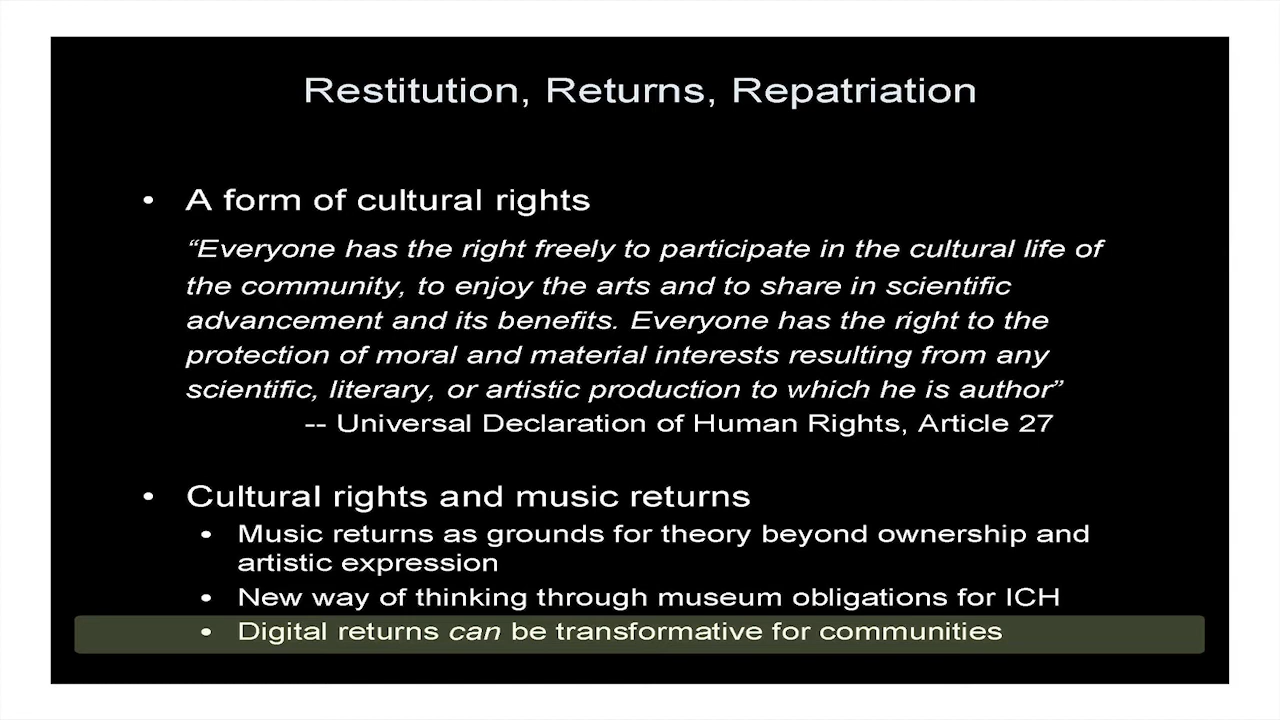 Restitution, Returns, Repatriation
• A form of cultural rights
“Everyone has the right freely to participate in the cultural life of
the community, to enjoy the arts and to share in scientific
advancement and its benefits. Everyone has the right to the
protection of moral and material interests resulting from any
scientific, literary, or artistic production to which he is author”
-- Universal Declaration of Human Rights, Article 27
• Cultural rights and music returns
• Music returns as grounds for theory beyond ownership and
artistic expression
• New way of thinking through museum obligations for ICH
• Digital returns can be transformative for communities